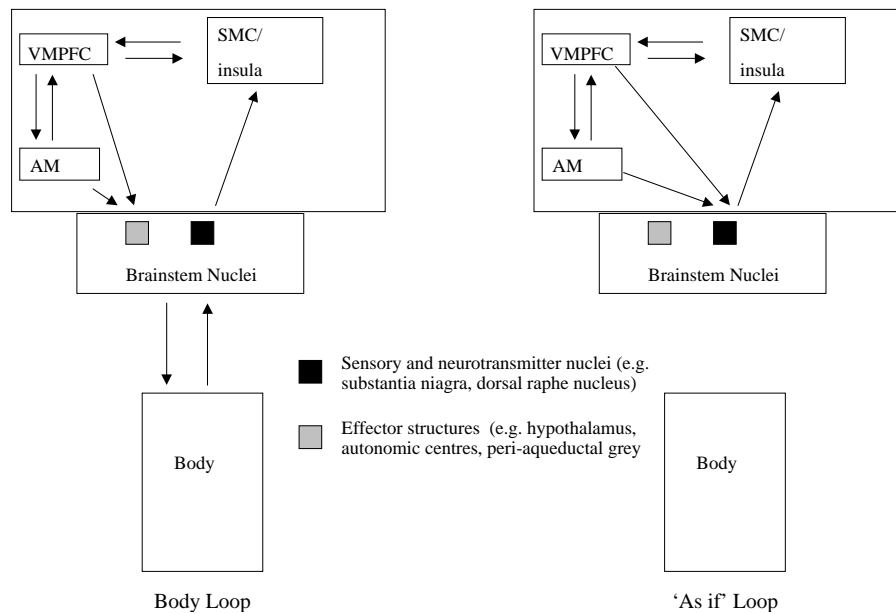 VMPFC
SMC/
insula
AM
Brainstem Nuclei
Body
Body Loop
Sensory and neurotransmitter nuclei (e.g.
substantia niagra, dorsal raphe nucleus)
Effector structures (e.g. hypothalamus,
autonomic centres, peri-aqueductal grey
VMPFC
SMC/
insula
AM
Brainstem Nuclei
Body
‘As if’ Loop